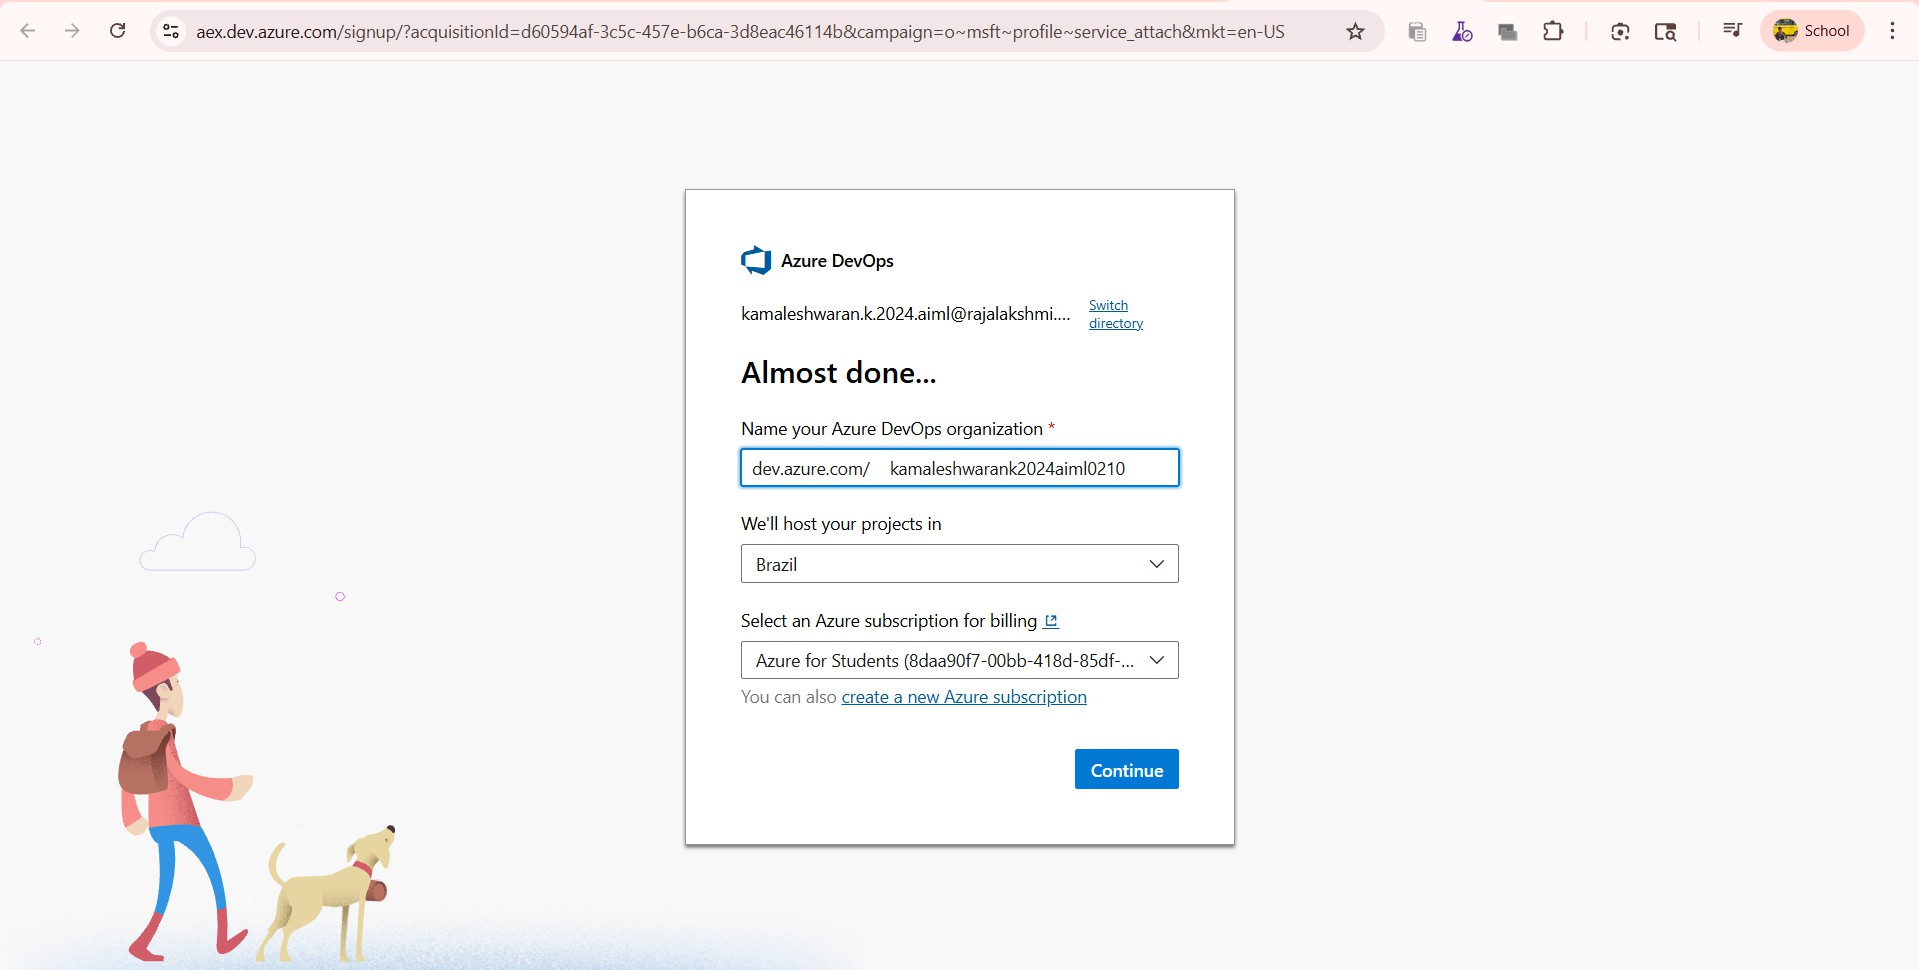 aex.dev.azure.com/signup/?acquisitionId=d60594af-3c5c-457e-b6ca-3d8eac46114b&campaign=o~msft~profile~service_attach&mkt=en-US
School
Azure DevOps
kamaleshwaran.k.2024.aiml@rajalakshmi....
Switch
directory
Almost done...
Name your Azure DevOps organization *
dev.azure.com/ kamaleshwarank2024aiml0210
We'll host your projects in
Brazil
Select an Azure subscription for billing
Azure for Students (8daa90f7-00bb-418d-85df-...
You can also create a new Azure subscription
Continue